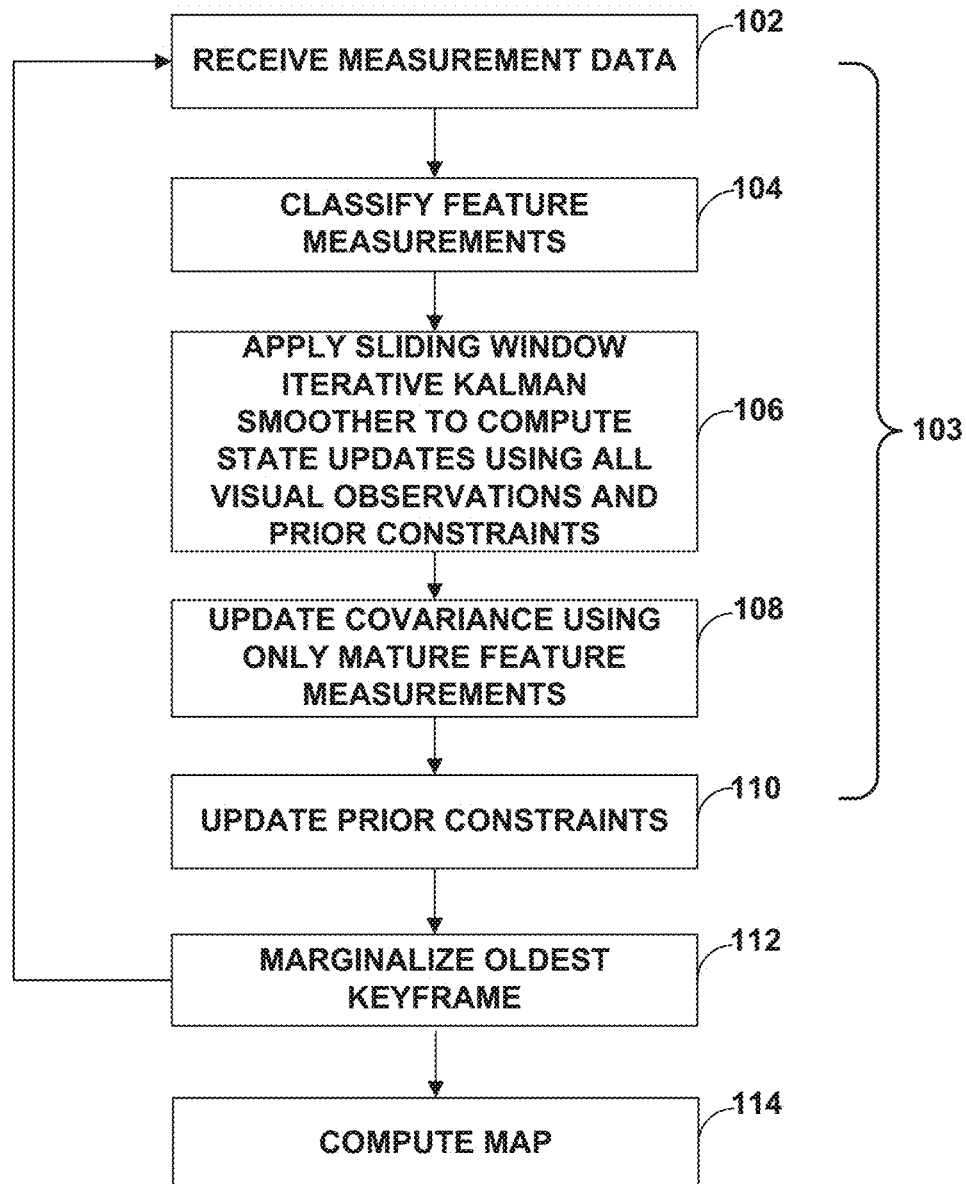 102
RECEIVE MEASUREMENT DATA
104
CLASSIFY FEATURE
MEASUREMENTS
106
APPLY SLIDING WINDOW
ITERATIVE KALMAN
SMOOTHER TO COMPUTE
STATE UPDATES USING ALL
VISUAL OBSERVATIONS AND
PRIOR CONSTRAINTS
103
108
UPDATE COVARIANCE USING
ONLY MATURE FEATURE
MEASUREMENTS
110
UPDATE PRIOR CONSTRAINTS
112
MARGINALIZE OLDEST
KEYFRAME
114
COMPUTE MAP